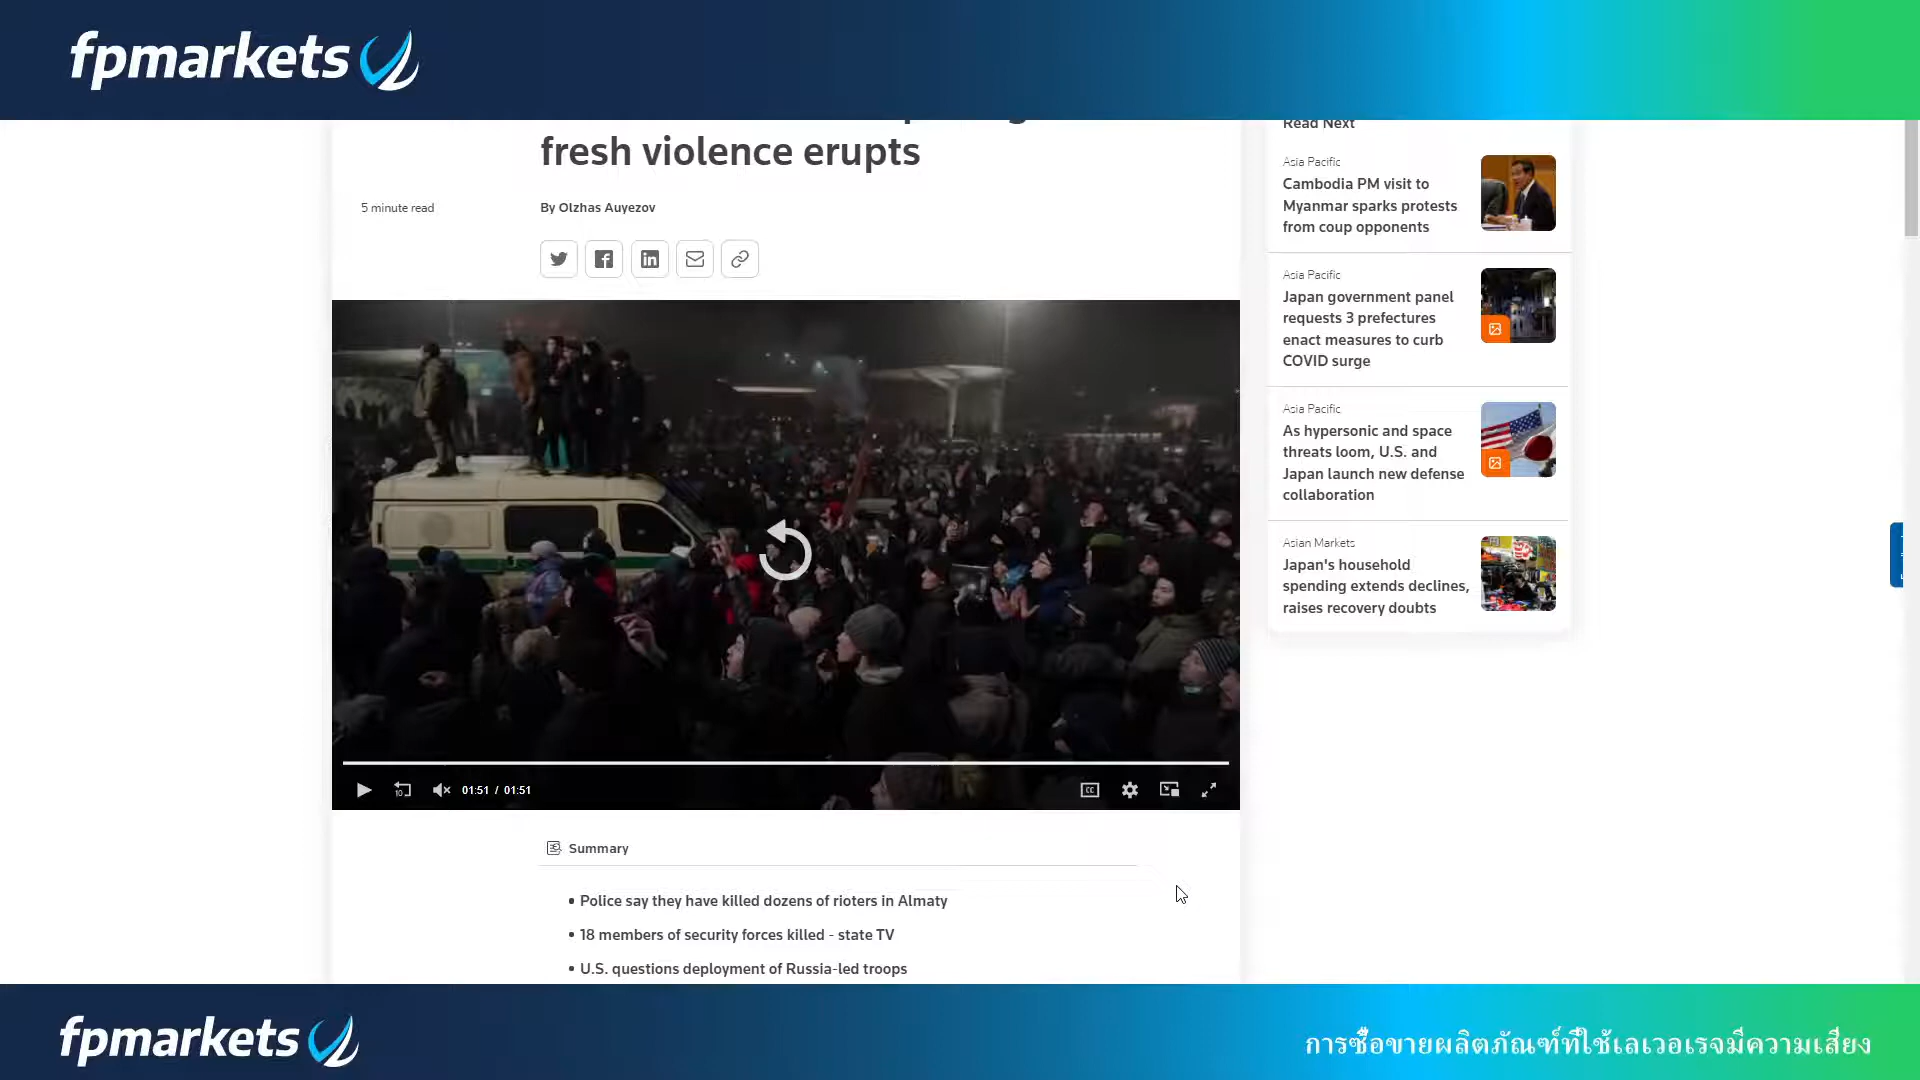 fpmarkets
fresh violence erupts
5 minute read
By Olzhas Auyezov
01:51 / 01:51
Summary
• Police say they have killed dozens of rioters in Almaty
• 18 members of security forces killed - state TV
• U.S. questions deployment of Russia-led troops
Read Next
Asia Pacific
Cambodia PM visit to
Myanmar sparks protests
from coup opponents
Asia Pacific
Japan government panel
requests 3 prefectures
enact measures to curb
COVID surge
Asia Pacific
As hypersonic and space
threats loom, U.S. and
Japan launch new defense
collaboration
Asian Markets
Japan's household
spending extends declines,
raises recovery doubts
fpmarkets
การซื้อขายผลิตภัณฑ์ที่ใช้เลเวอเรจมีความเสี่ยง